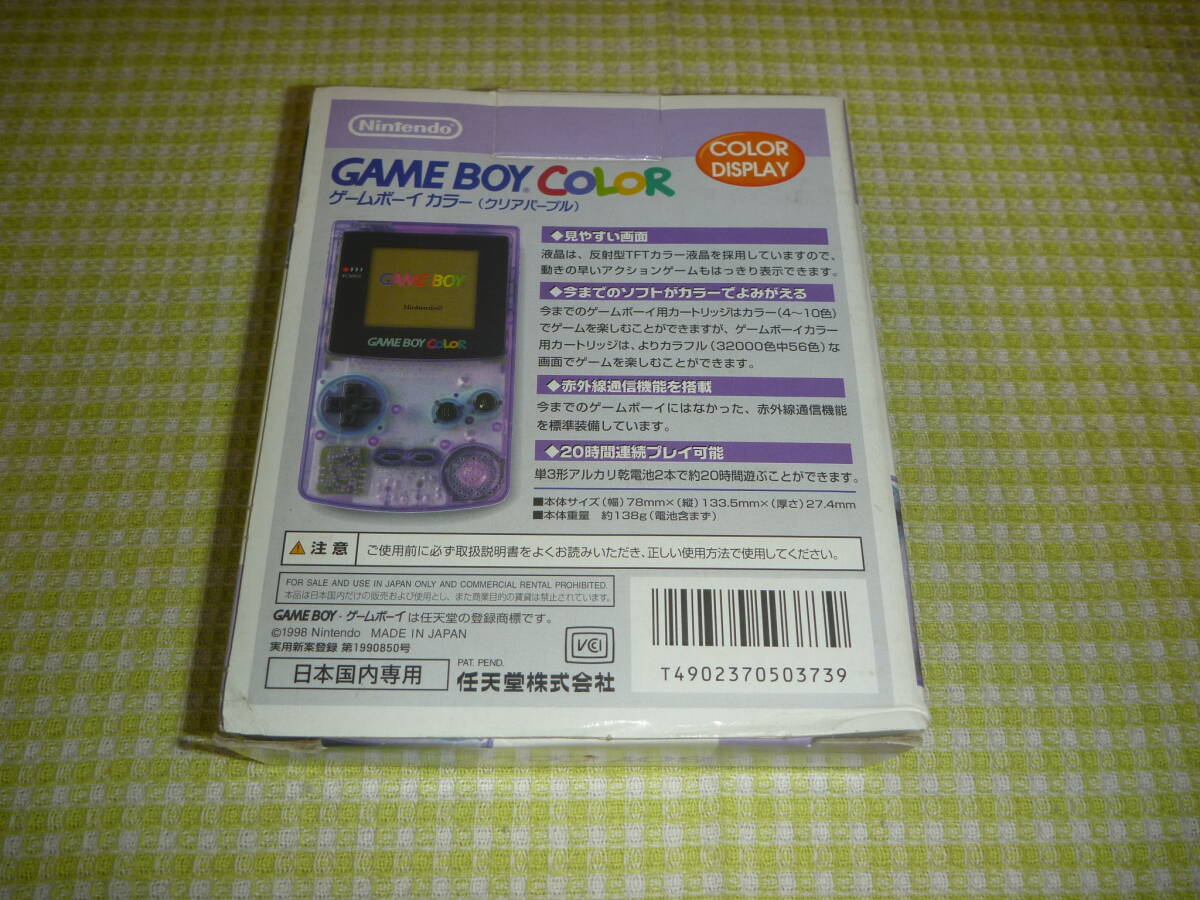 Nintendo
COLOR
DISPLAY
GAME BOY COLOR
ゲームボーイ カラー（クリアパープル）
GAME BOY
Nintendo
GAME BOY COLOR
◆見やすい画面
液晶は、反射型TFTカラー液晶を採用していますので、
動きの早いアクションゲームもはっきり表示できます。
◆今までのソフトがカラーでよみがえる
今までのゲームボーイ用カートリッジはカラー（4〜10色）
でゲームを楽しむことができますが、ゲームボーイカラー
用カートリッジは、よりカラフル（32000色中56色）な
画面でゲームを楽しむことができます。
◆赤外線通信機能を搭載
今までのゲームボーイにはなかった、赤外線通信機能
を標準装備しています。
◆20時間連続プレイ可能
単3形アルカリ乾電池2本で約20時間遊ぶことができます。
■本体サイズ（幅）78mm×（縦）133.5mm×（厚さ）27.4mm
■本体重量 約138g（電池含まず）
注意 ご使用前に必ず取扱説明書をよくお読みいただき、正しい使用方法で使用してください。
FOR SALE AND USE IN JAPAN ONLY AND COMMERCIAL RENTAL PROHIBITED.
本品は日本国内だけの販売および使用とし、また商業目的の賃貸は禁止されています。
GAME BOY・ゲームボーイは任天堂の登録商標です。
©1998 Nintendo MADE IN JAPAN
実用新案登録 第1990850号
VCI
PAT. PEND.
日本国内専用
任天堂株式会社
T4902370503739